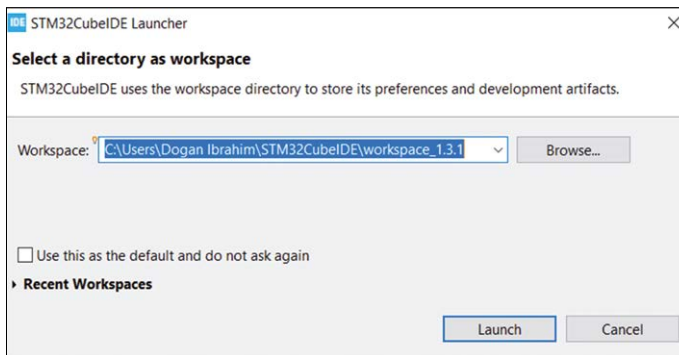 IDE STM32CubeIDE Launcher
Select a directory as workspace
STM32CubeIDE uses the workspace directory to store its preferences and development artifacts.
Workspace: C:\Users\Dogan Ibrahim\STM32CubeIDE\workspace_1.3.1 Browse...
Use this as the default and do not ask again
Recent Workspaces
Launch Cancel